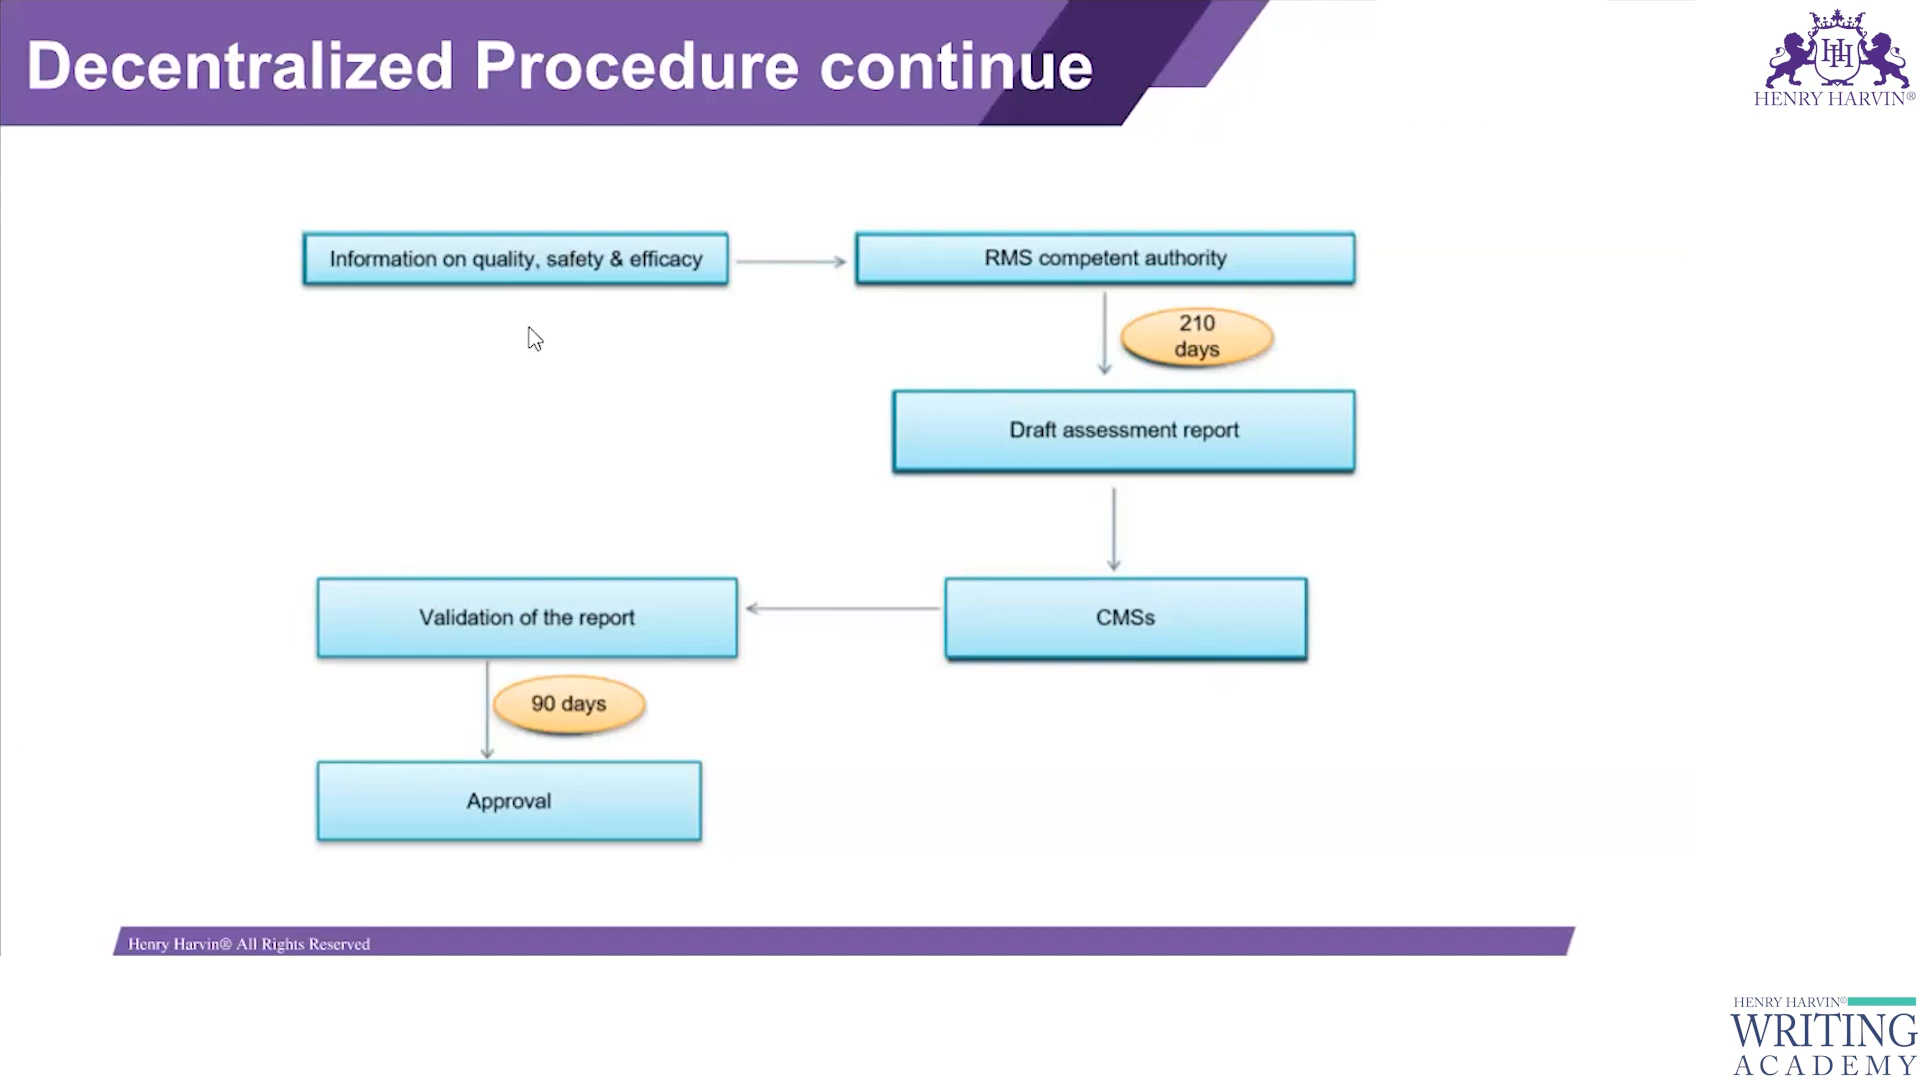 Decentralized Procedure continue
HH
HENRY HARVIN®
Information on quality, safety & efficacy
RMS competent authority
210
days
Draft assessment report
CMSs
Validation of the report
90 days
Approval
Henry Harvin® All Rights Reserved
HENRY HARVIN®
WRITING
ACADEMY